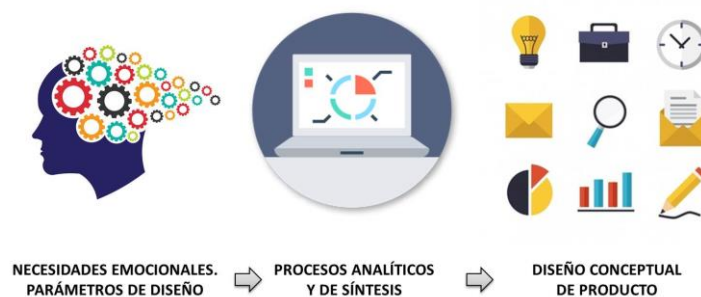 NECESIDADES EMOCIONALES.
PARÁMETROS DE DISEÑO
PROCESOS ANALÍTICOS
Y DE SÍNTESIS
DISEÑO CONCEPTUAL
DE PRODUCTO